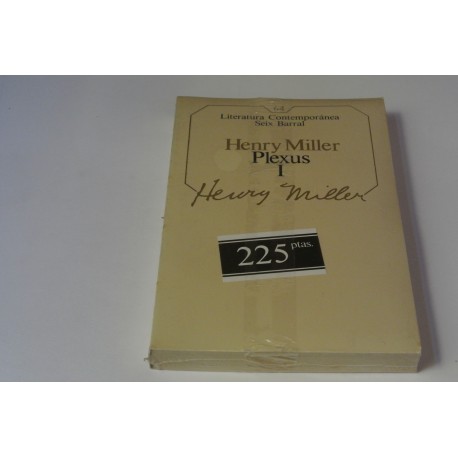 Literatura Contemporánea
Seix Barral
Henry Miller
Plexus
I
Henry Miller
225 ptas.